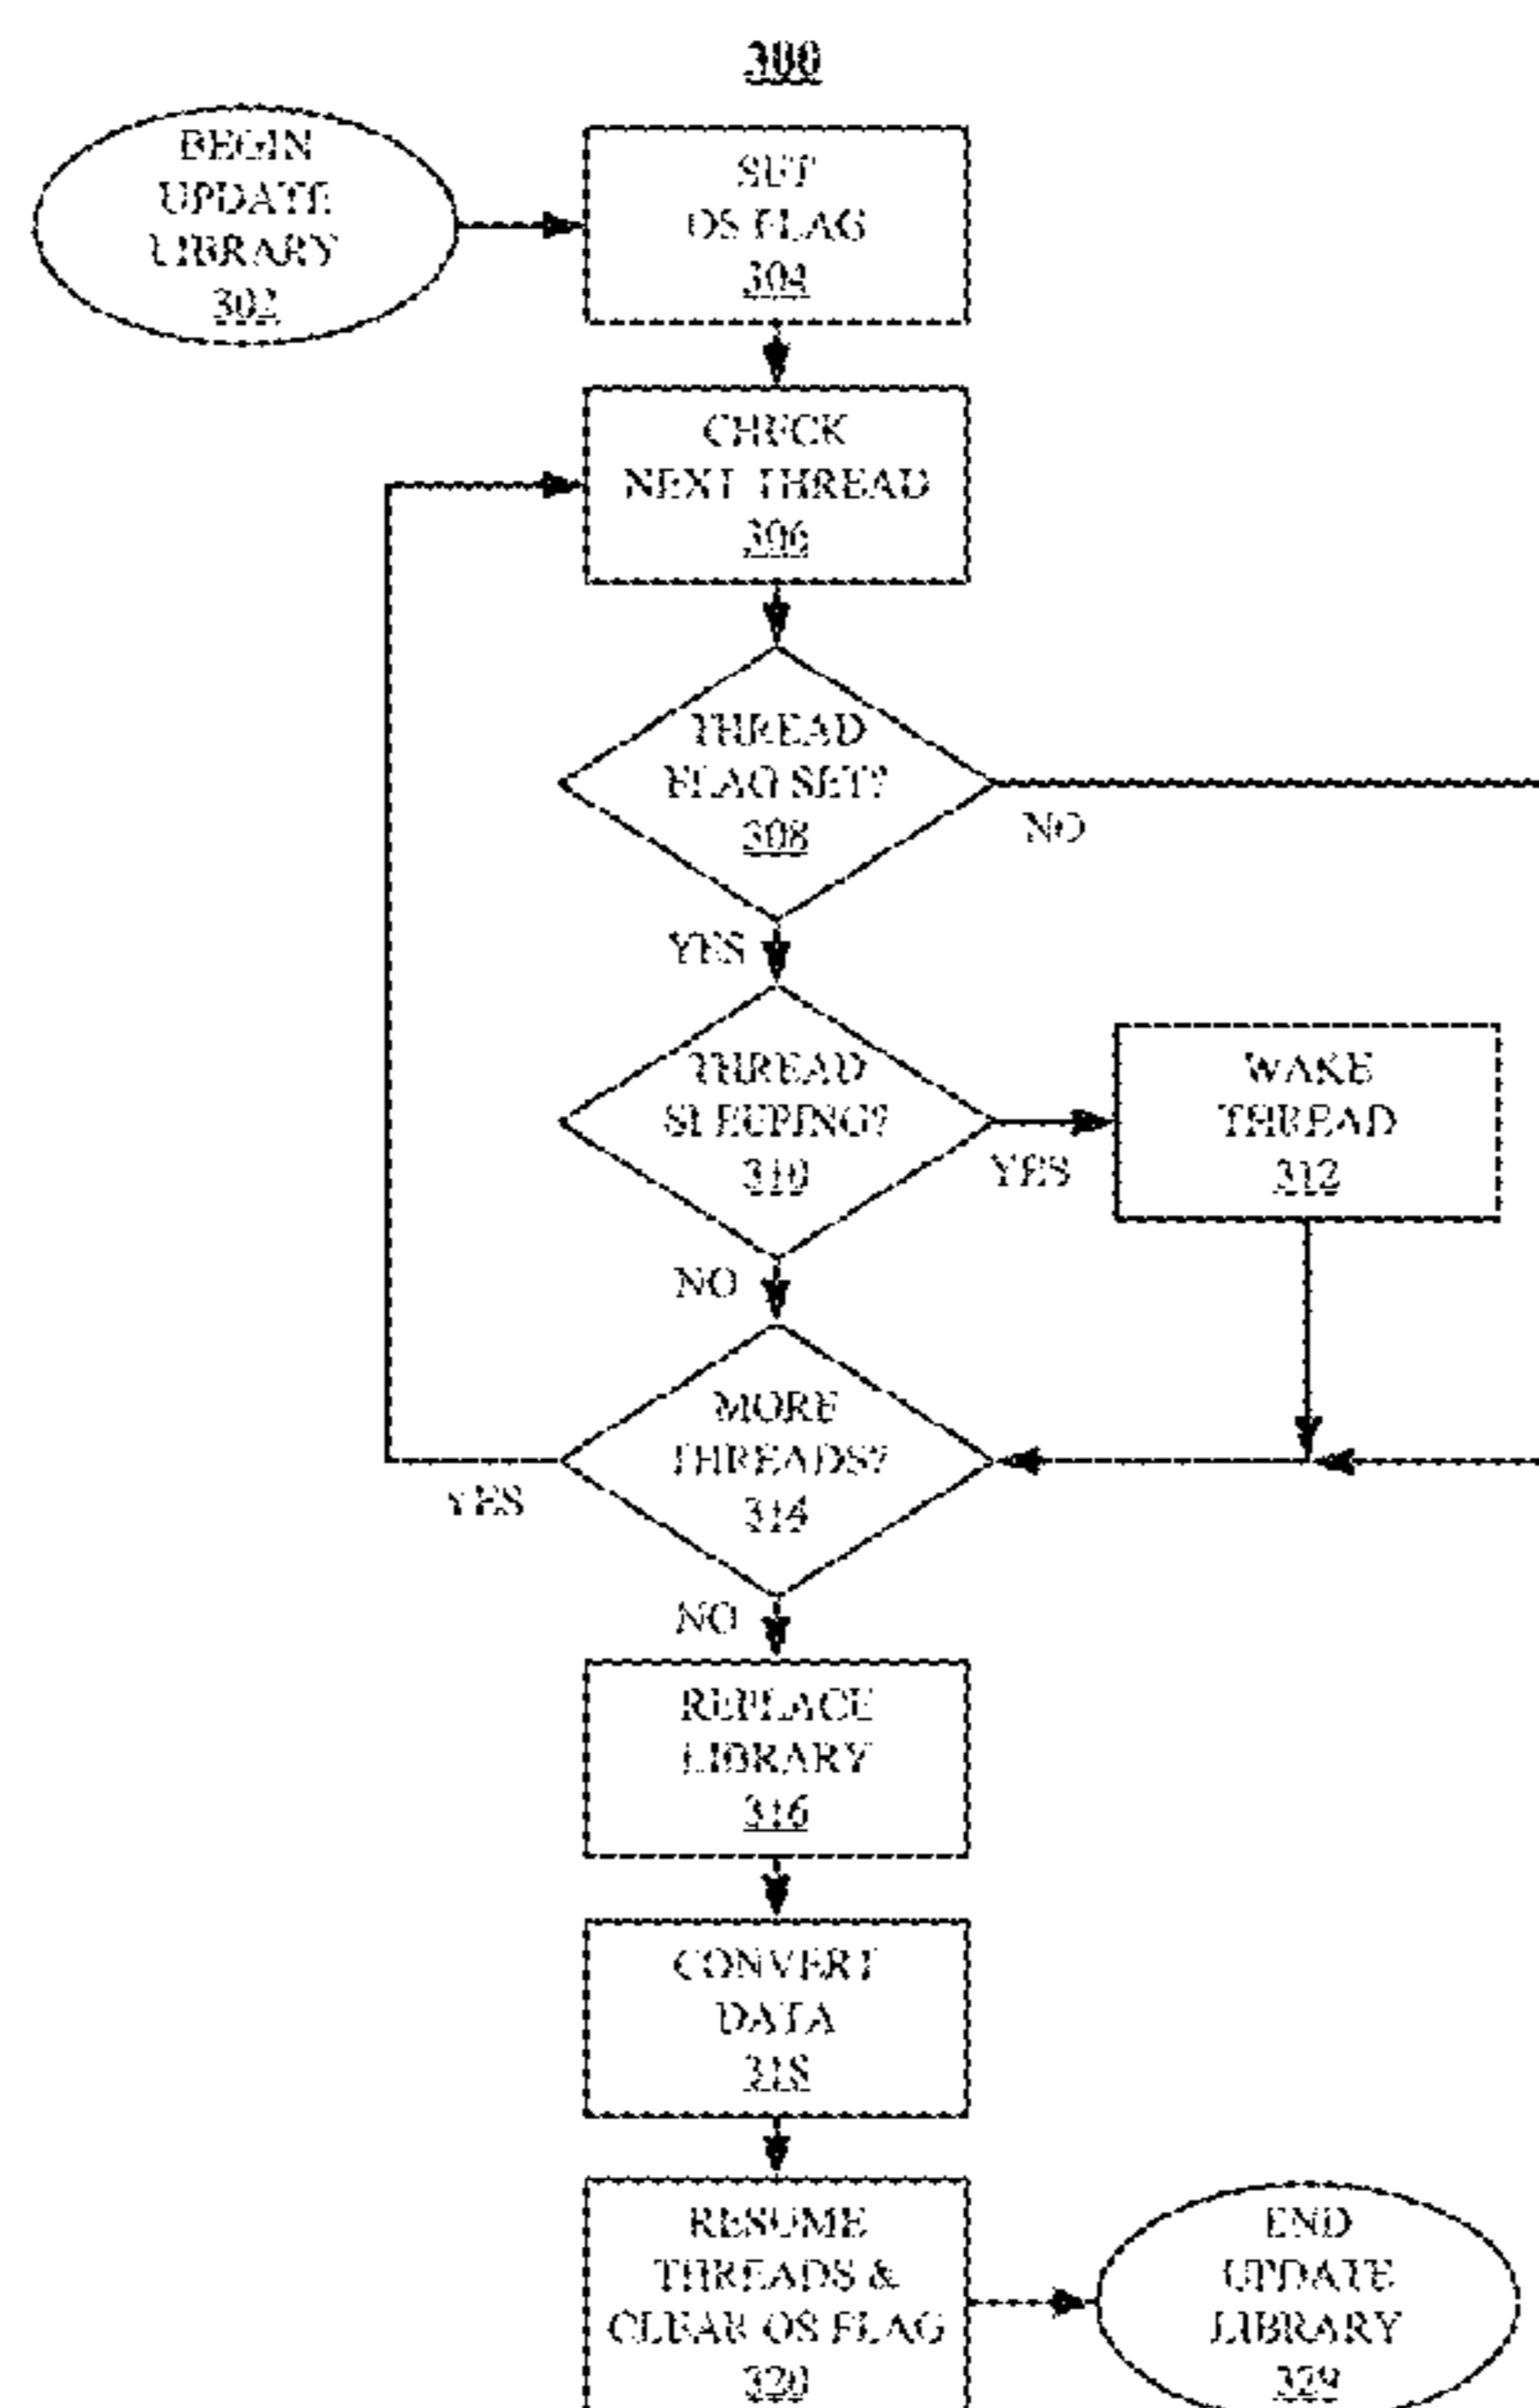 300
BEGIN
UPDATE
LIBRARY
302
SET
OS FLAG
304
CHECK
NEXT THREAD
306
THREAD
FLAG SET?
308
NO
YES
THREAD
SLEEPING?
310
YES
WAKE
THREAD
312
NO
MORE
THREADS?
314
YES
NO
REPLACE
LIBRARY
316
CONVERT
DATA
318
RESUME
THREADS &
CLEAR OS FLAG
320
END
UPDATE
LIBRARY
329